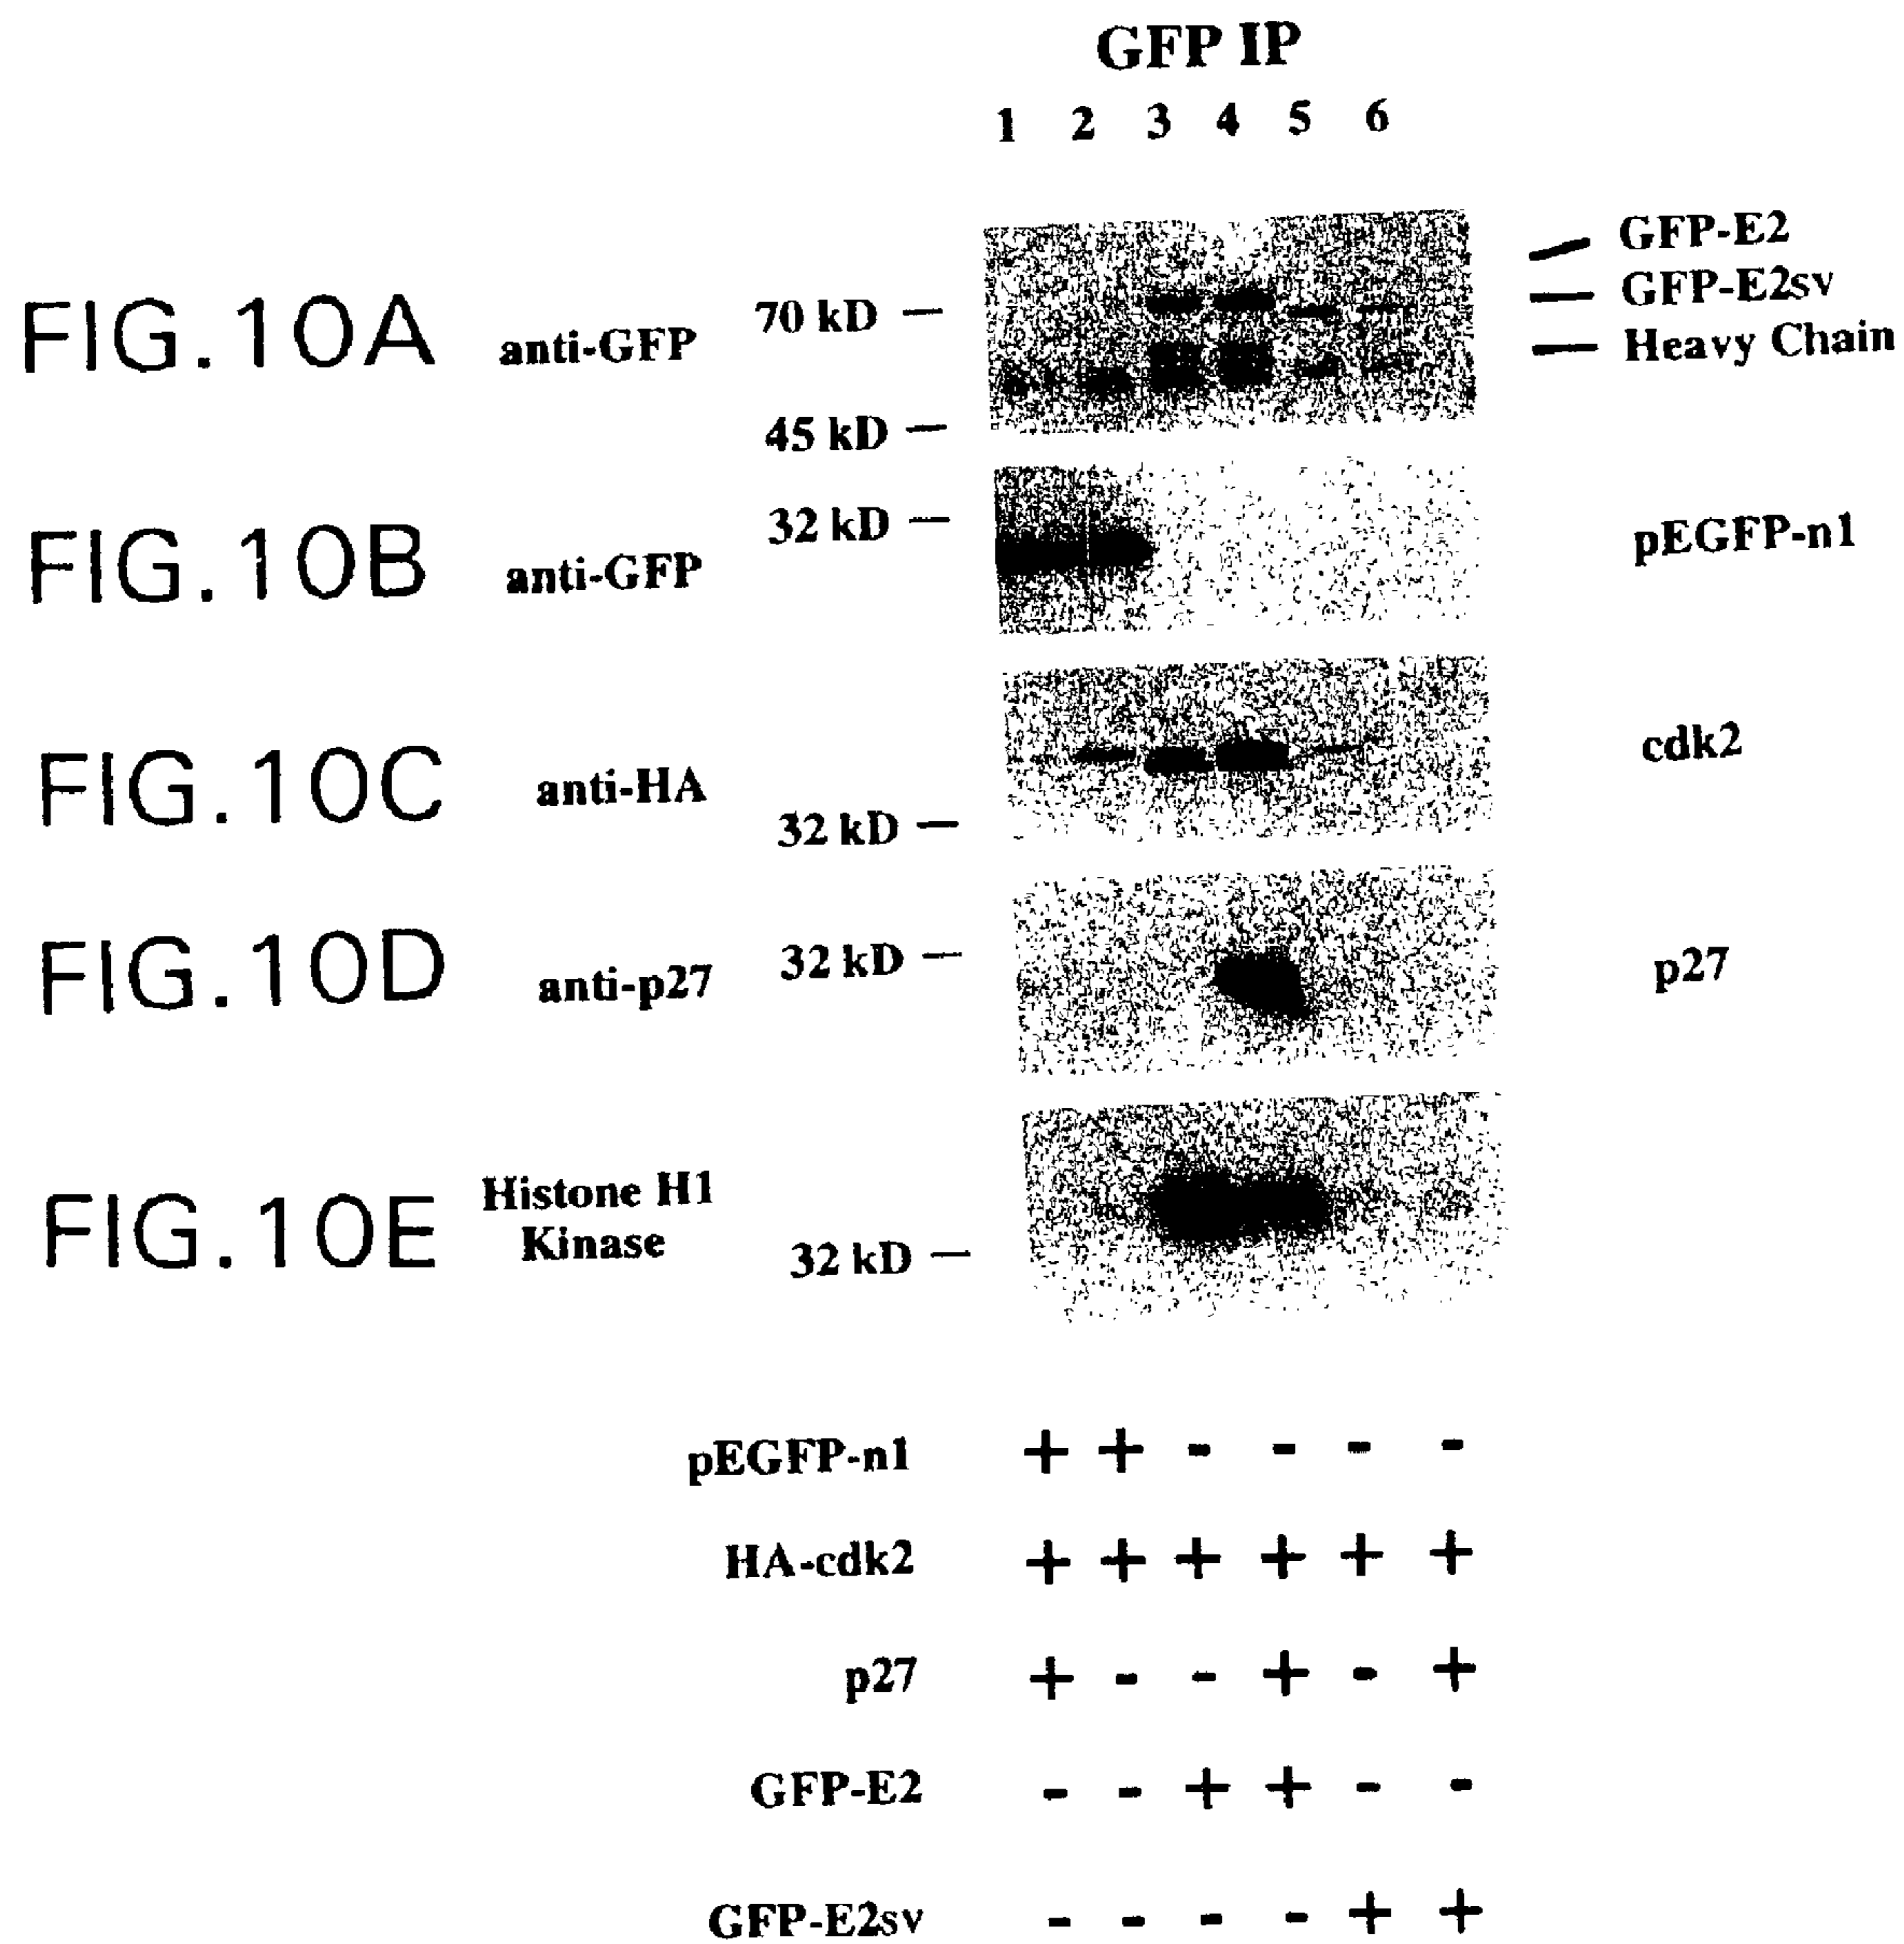 GFP IP
1 2 3 4 5 6
FIG.10A anti-GFP 70 kD 45 kD GFP-E2 GFP-E2sv Heavy Chain
FIG.10B anti-GFP 32 kD pEGFP-n1
FIG.10C anti-HA 32 kD cdk2
FIG.10D anti-p27 32 kD p27
FIG.10E Histone H1 Kinase 32 kD
pEGFP-n1 + + - - - -
HA-cdk2 + + + + + +
p27 + - - + - +
GFP-E2 - - + + - -
GFP-E2sv - - - - + +